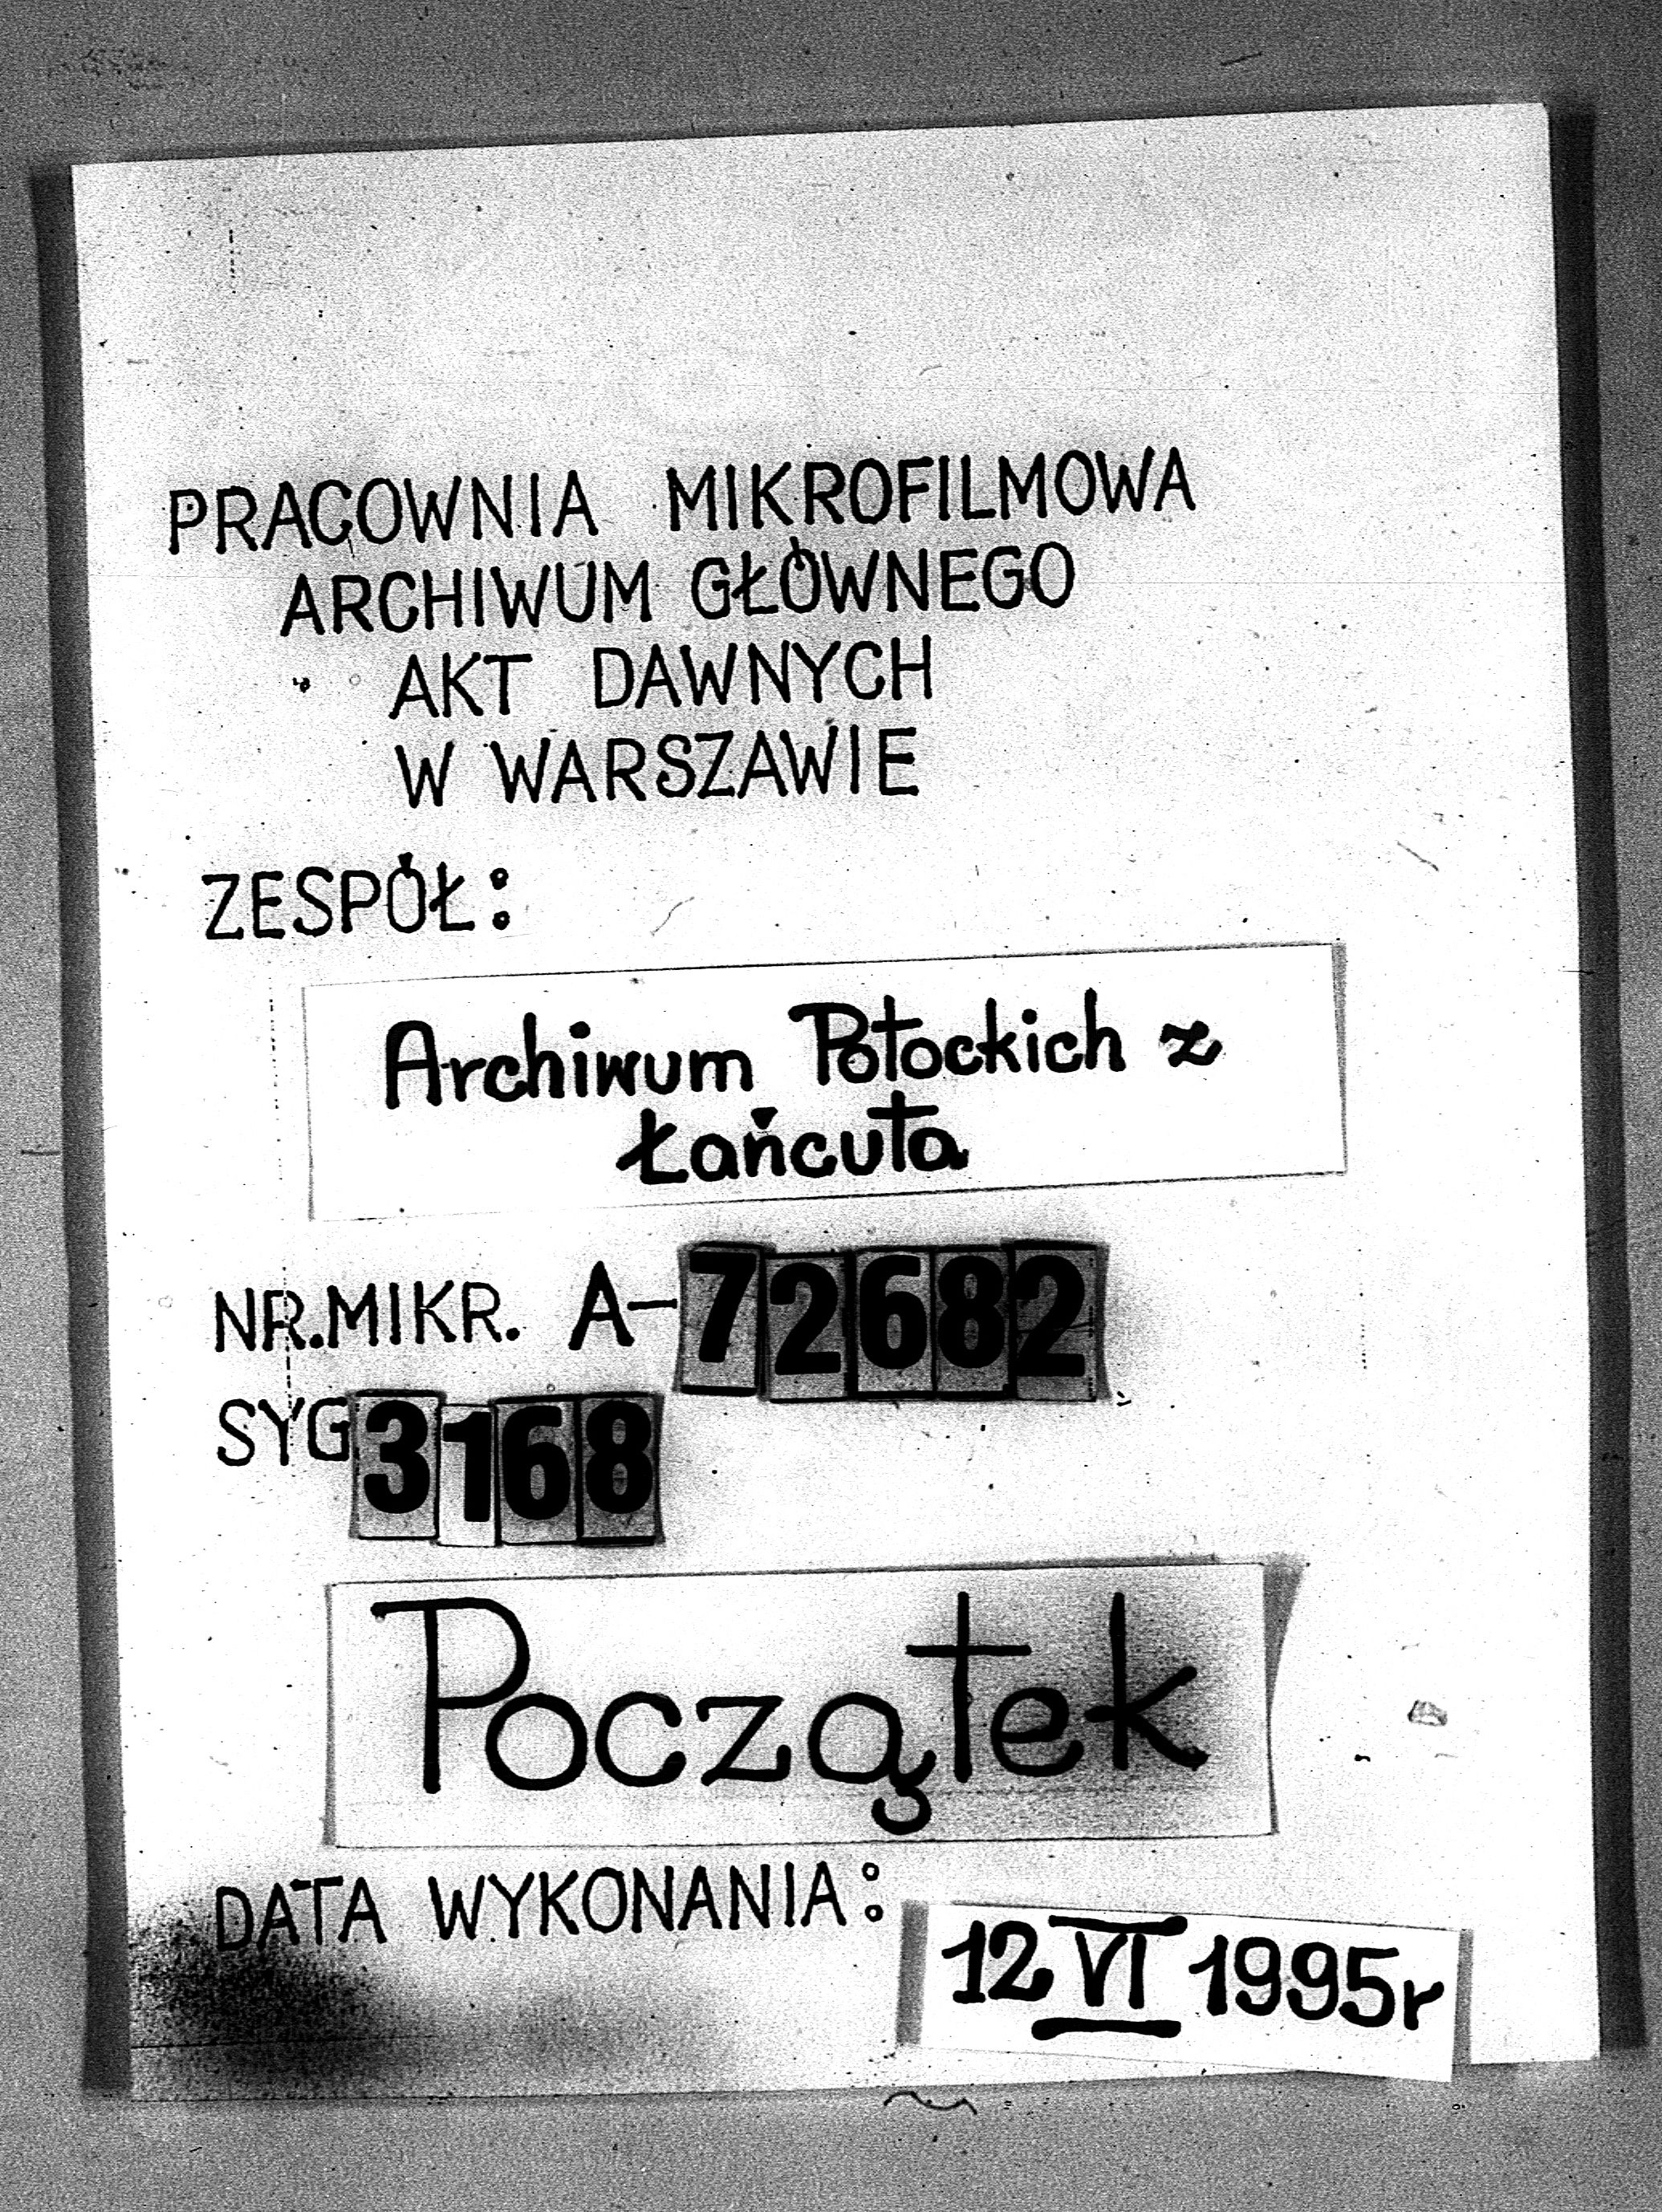 PRACOWNIA MIKROFILMOWA
ARCHIWUM GŁÓWNEGO
AKT DAWNYCH
W WARSZAWIE
ZESPÓŁ:
Archiwum Potockich z
Łańcuta
NR.MIKR. A-72682
SYG 3168
Początek
DATA WYKONANIA: 12 VI 1995r